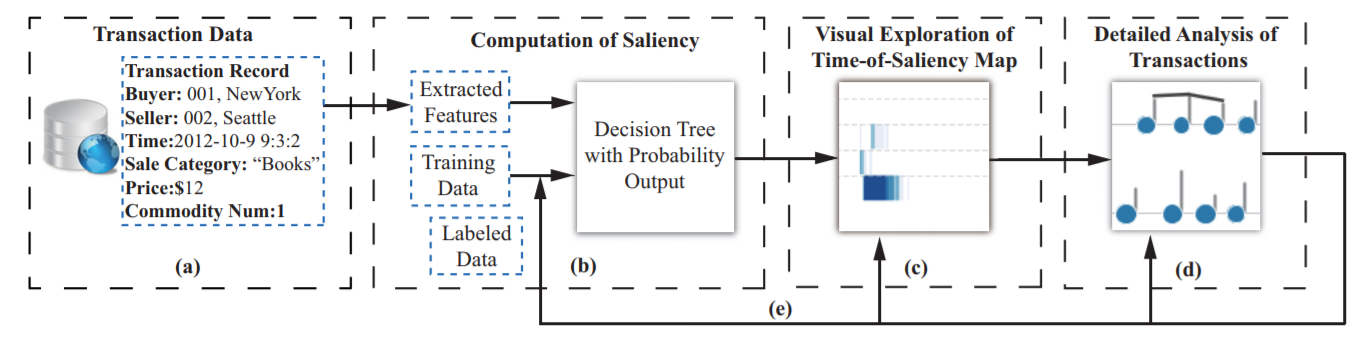 Transaction Data
Transaction Record
Buyer: 001, NewYork
Seller: 002, Seattle
Time:2012-10-9 9:3:2
Sale Category: “Books”
Price:$12
Commodity Num:1
(a)
Computation of Saliency
Extracted
Features
Training
Data
Labeled
Data
Decision Tree
with Probability
Output
(b)
Visual Exploration of
Time-of-Saliency Map
(c)
Detailed Analysis of
Transactions
(d)
(e)